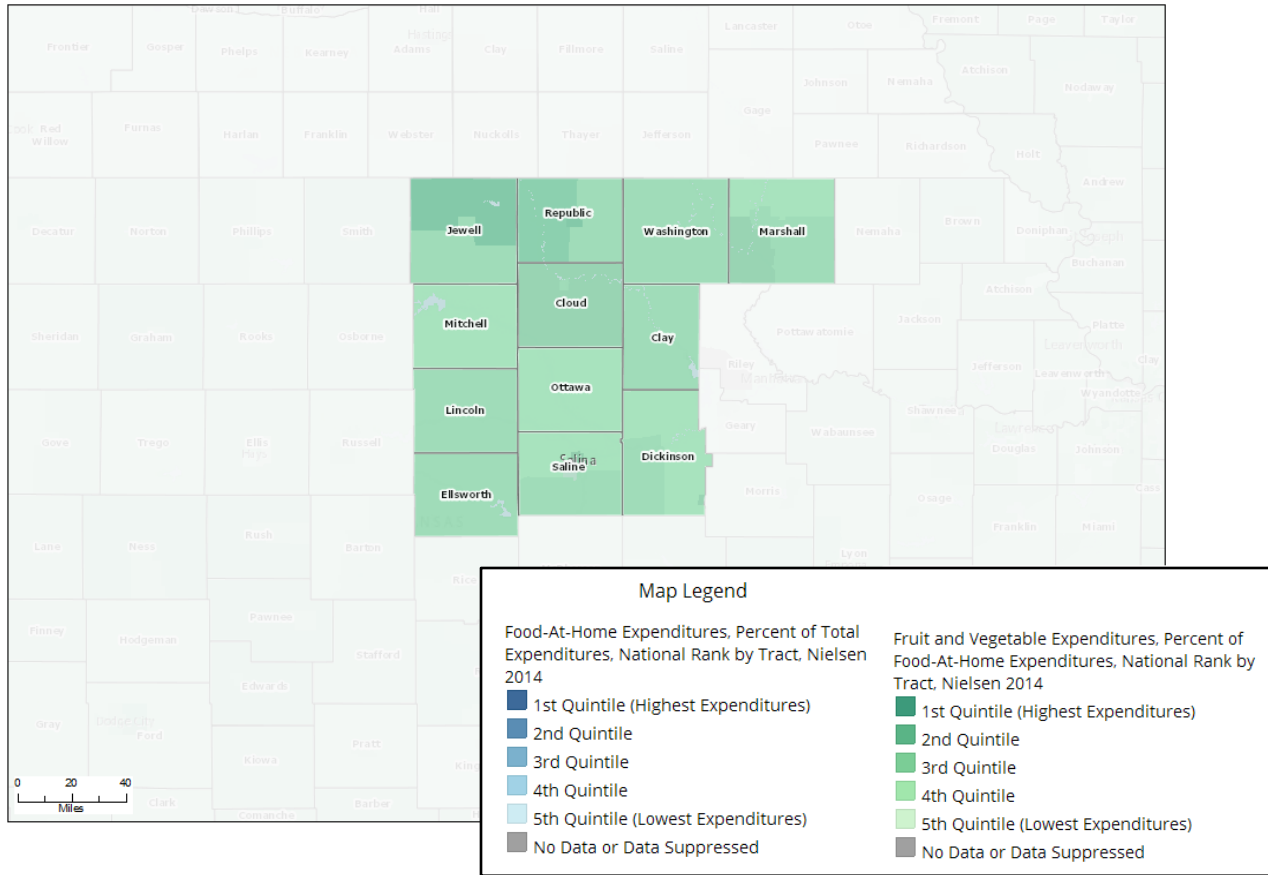 Hall
Lancaster
Otoe
Fremont
Page
Taylor
Frontier
Gosper
Phelps
Kearney
Adams
Clay
Fillmore
Saline
Atchison
Johnson
Nemaha
Nodaway
Gage
Red
Willow
Furnas
Harlan
Franklin
Webster
Nuckolls
Thayer
Jefferson
Pawnee
Richardson
Holt
Andrew
Jewell
Republic
Washington
Marshall
Decatur
Norton
Phillips
Smith
Nemaha
Brown
Doniphan
Buchanan
Cloud
Atchison
Mitchell
Clay
Pottawatomie
Jackson
Platte
Sheridan
Graham
Rooks
Osborne
Riley
Jefferson
Leavenworth
Leavenworth
Clay
Ottawa
Wyandotte
Lincoln
Shawnee
Gove
Trego
Ellis
Hays
Russell
Saline
Salina
Dickinson
Geary
Wabaunsee
Douglas
Johnson
Ellsworth
Morris
Osage
Cass
Franklin
Miami
Lane
Ness
Rush
Barton
Rice
Lyon
Pawnee
Finney
Hodgeman
Stafford
Edwards
Gray
Dodge City
Ford
Pratt
Kiowa
Clark
Comanche
Barber
0 20 40
Miles
Map Legend
Food-At-Home Expenditures, Percent of Total
Expenditures, National Rank by Tract, Nielsen
2014
1st Quintile (Highest Expenditures)
2nd Quintile
3rd Quintile
4th Quintile
5th Quintile (Lowest Expenditures)
No Data or Data Suppressed
Fruit and Vegetable Expenditures, Percent of
Food-At-Home Expenditures, National Rank by
Tract, Nielsen 2014
1st Quintile (Highest Expenditures)
2nd Quintile
3rd Quintile
4th Quintile
5th Quintile (Lowest Expenditures)
No Data or Data Suppressed